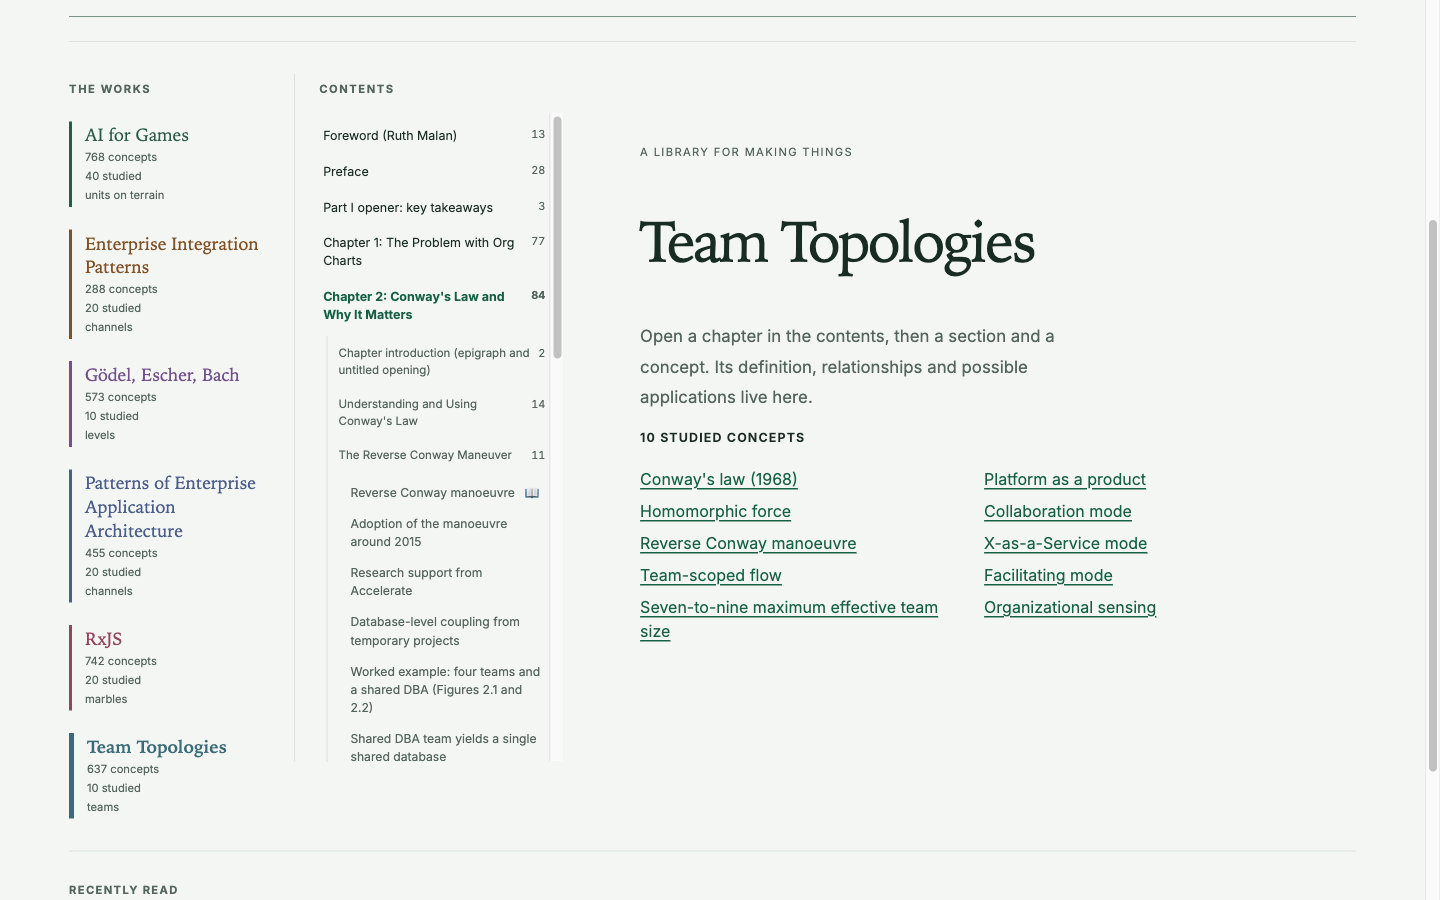 THE WORKS
AI for Games
768 concepts
40 studied
units on terrain
Enterprise Integration
Patterns
288 concepts
20 studied
channels
Gödel, Escher, Bach
573 concepts
10 studied
levels
Patterns of Enterprise
Application
Architecture
455 concepts
20 studied
channels
RxJS
742 concepts
20 studied
marbles
Team Topologies
637 concepts
10 studied
teams
CONTENTS
Foreword (Ruth Malan) 13
Preface 28
Part I opener: key takeaways 3
Chapter 1: The Problem with Org 77
Charts
Chapter 2: Conway's Law and 84
Why It Matters
Chapter introduction (epigraph and 2
untitled opening)
Understanding and Using 14
Conway's Law
The Reverse Conway Maneuver 11
Reverse Conway manoeuvre
Adoption of the manoeuvre
around 2015
Research support from
Accelerate
Database-level coupling from
temporary projects
Worked example: four teams and
a shared DBA (Figures 2.1 and
2.2)
Shared DBA team yields a single
shared database
A LIBRARY FOR MAKING THINGS
Team Topologies
Open a chapter in the contents, then a section and a
concept. Its definition, relationships and possible
applications live here.
10 STUDIED CONCEPTS
Conway's law (1968)
Homomorphic force
Reverse Conway manoeuvre
Team-scoped flow
Seven-to-nine maximum effective team
size
Platform as a product
Collaboration mode
X-as-a-Service mode
Facilitating mode
Organizational sensing
RECENTLY READ